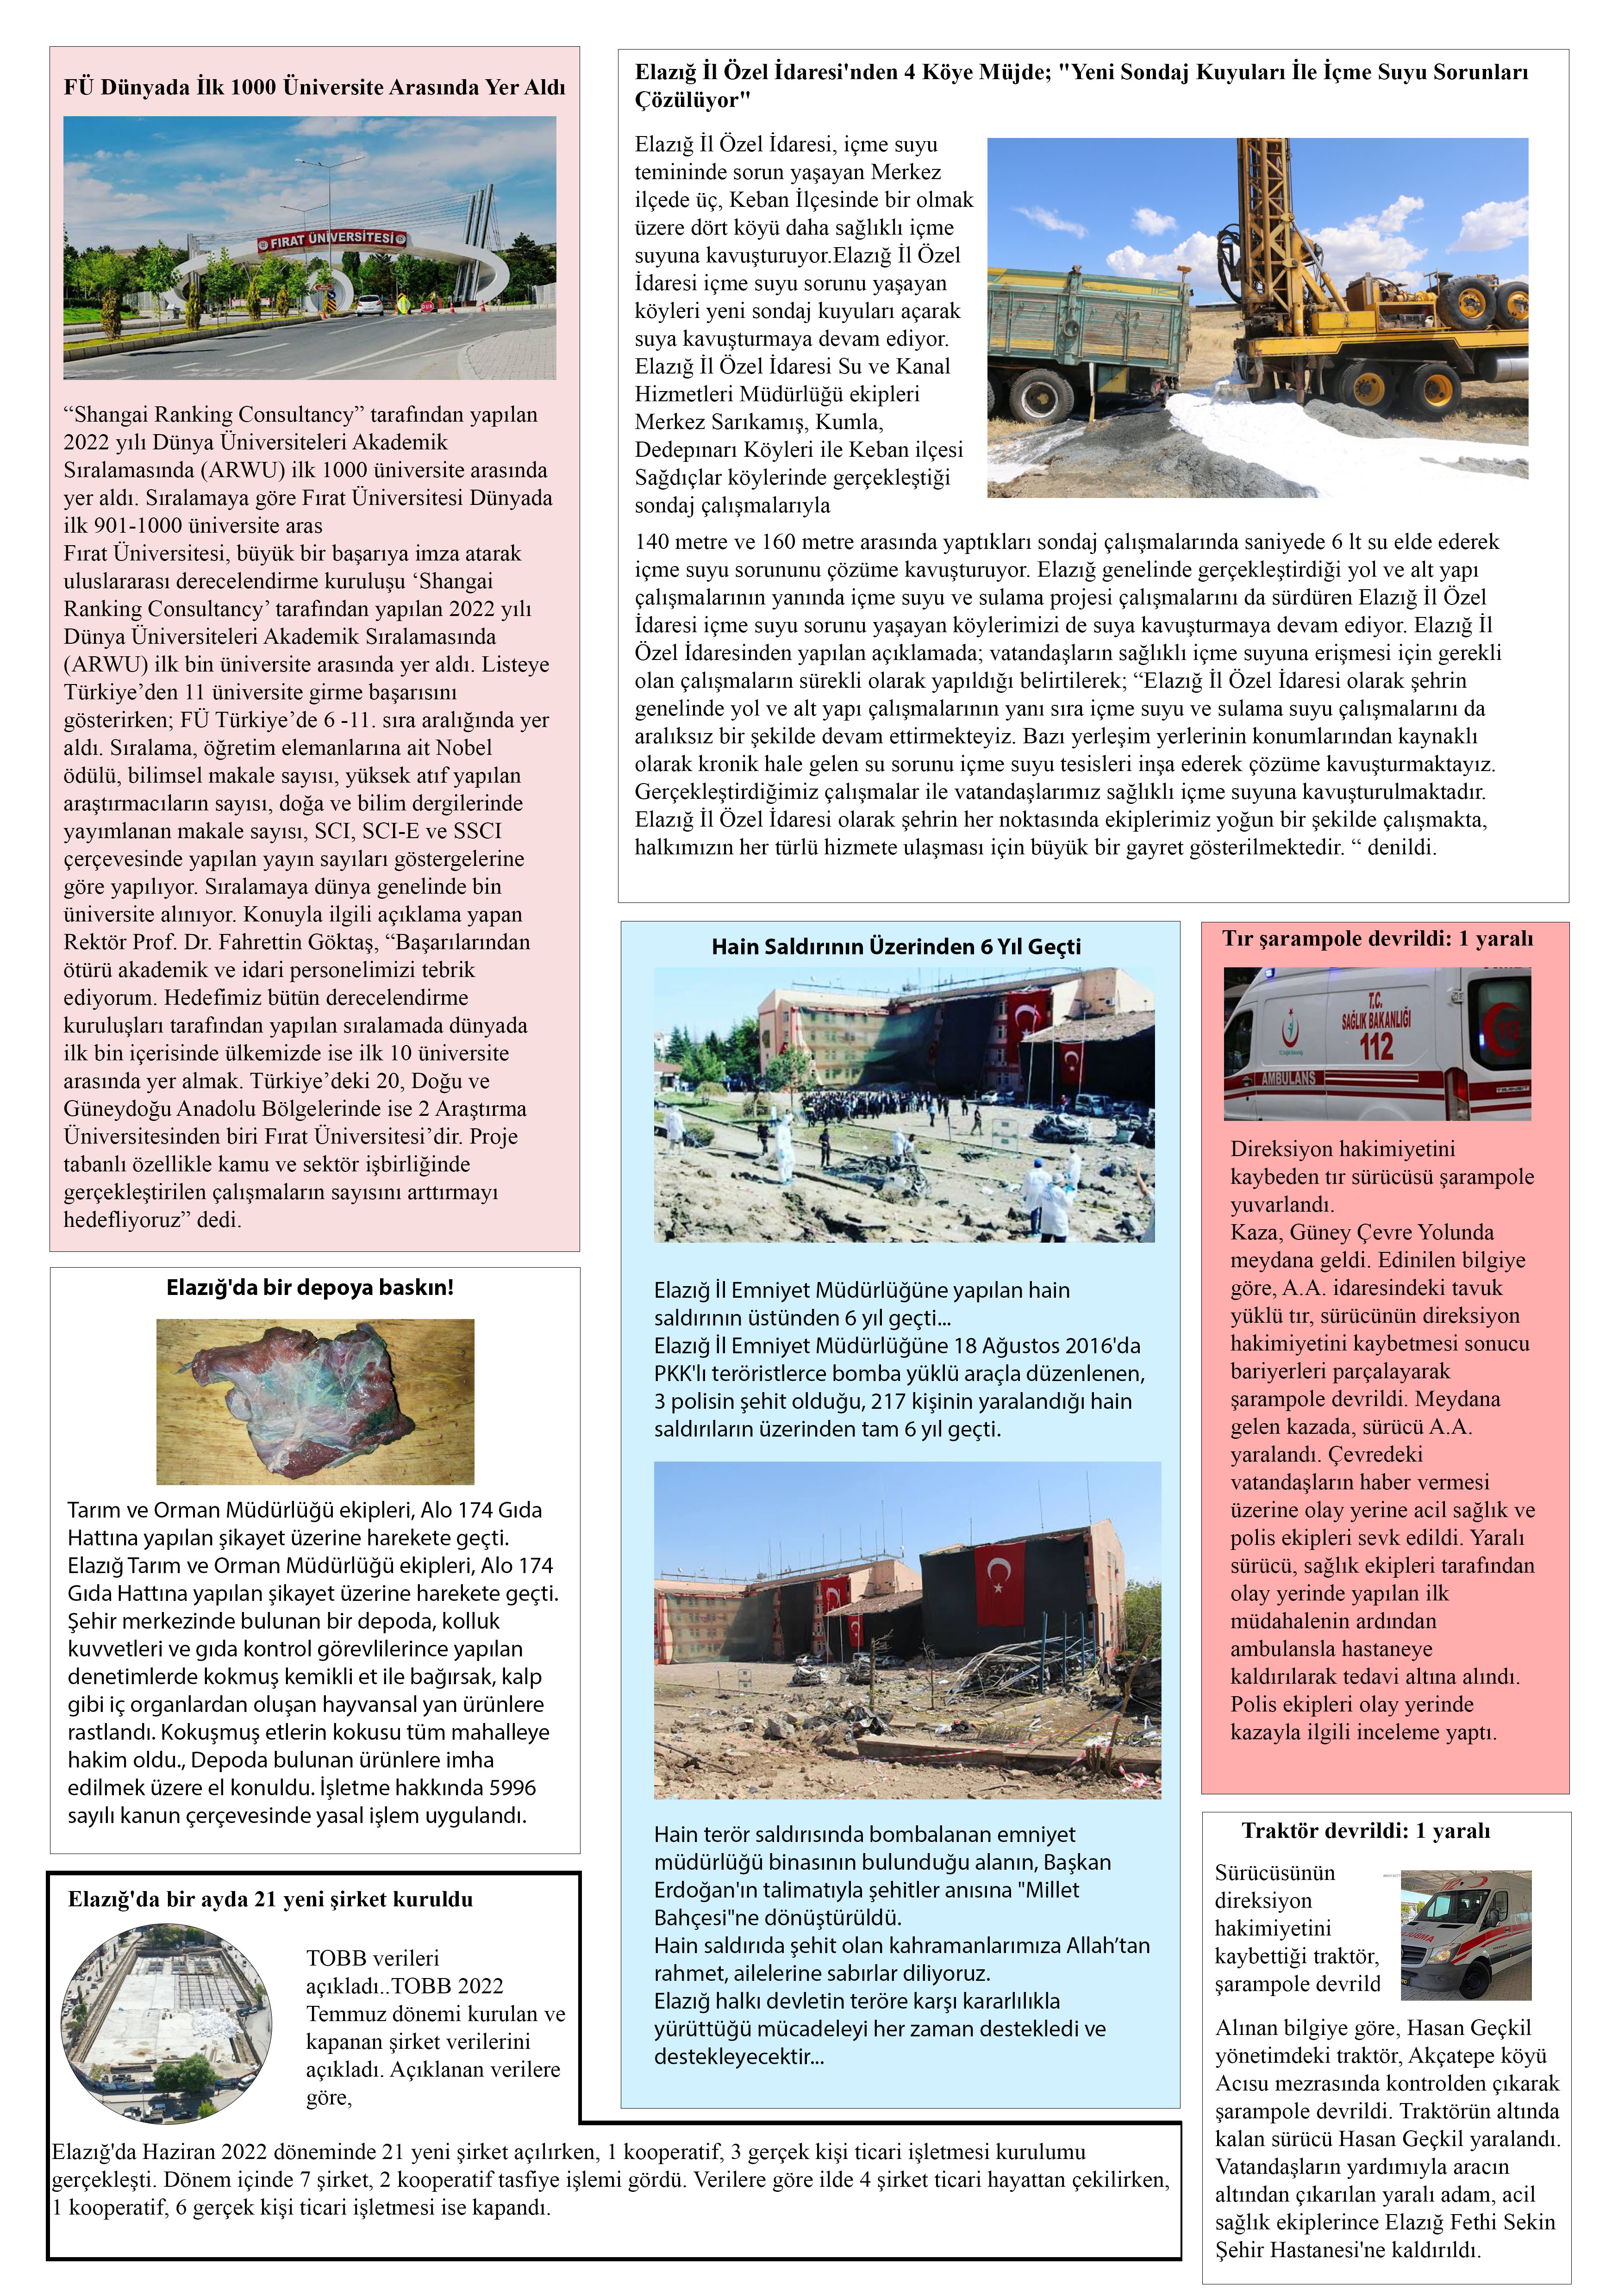 FÜ Dünyada İlk 1000 Üniversite Arasında Yer Aldı
FIRAT ÜNİVERSİTESİ
“Shangai Ranking Consultancy” tarafından yapılan
2022 yılı Dünya Üniversiteleri Akademik
Sıralamasında (ARWU) ilk 1000 üniversite arasında
yer aldı. Sıralamaya göre Fırat Üniversitesi Dünyada
ilk 901-1000 üniversite aras
Fırat Üniversitesi, büyük bir başarıya imza atarak
uluslararası derecelendirme kuruluşu ‘Shangai
Ranking Consultancy’ tarafından yapılan 2022 yılı
Dünya Üniversiteleri Akademik Sıralamasında
(ARWU) ilk bin üniversite arasında yer aldı. Listeye
Türkiye’den 11 üniversite girme başarısını
gösterirken; FÜ Türkiye’de 6 -11. sıra aralığında yer
aldı. Sıralama, öğretim elemanlarına ait Nobel
ödülü, bilimsel makale sayısı, yüksek atıf yapılan
araştırmacıların sayısı, doğa ve bilim dergilerinde
yayımlanan makale sayısı, SCI, SCI-E ve SSCI
çerçevesinde yapılan yayın sayıları göstergelerine
göre yapılıyor. Sıralamaya dünya genelinde bin
üniversite alınıyor. Konuyla ilgili açıklama yapan
Rektör Prof. Dr. Fahrettin Göktaş, “Başarılarından
ötürü akademik ve idari personelimizi tebrik
ediyorum. Hedefimiz bütün derecelendirme
kuruluşları tarafından yapılan sıralamada dünyada
ilk bin içerisinde ülkemizde ise ilk 10 üniversite
arasında yer almak. Türkiye’deki 20, Doğu ve
Güneydoğu Anadolu Bölgelerinde ise 2 Araştırma
Üniversitesinden biri Fırat Üniversitesi’dir. Proje
tabanlı özellikle kamu ve sektör işbirliğinde
gerçekleştirilen çalışmaların sayısını arttırmayı
hedefliyoruz” dedi.
Elazığ İl Özel İdaresi'nden 4 Köye Müjde; "Yeni Sondaj Kuyuları İle İçme Suyu Sorunları
Çözülüyor"
Elazığ İl Özel İdaresi, içme suyu
temininde sorun yaşayan Merkez
ilçede üç, Keban İlçesinde bir olmak
üzere dört köyü daha sağlıklı içme
suyuna kavuşturuyor.Elazığ İl Özel
İdaresi içme suyu sorunu yaşayan
köyleri yeni sondaj kuyuları açarak
suya kavuşturmaya devam ediyor.
Elazığ İl Özel İdaresi Su ve Kanal
Hizmetleri Müdürlüğü ekipleri
Merkez Sarıkamış, Kumla,
Dedepınarı Köyleri ile Keban ilçesi
Sağdıçlar köylerinde gerçekleştiği
sondaj çalışmalarıyla
140 metre ve 160 metre arasında yaptıkları sondaj çalışmalarında saniyede 6 lt su elde ederek
içme suyu sorununu çözüme kavuşturuyor. Elazığ genelinde gerçekleştirdiği yol ve alt yapı
çalışmalarının yanında içme suyu ve sulama projesi çalışmalarını da sürdüren Elazığ İl Özel
İdaresi içme suyu sorunu yaşayan köylerimizi de suya kavuşturmaya devam ediyor. Elazığ İl
Özel İdaresinden yapılan açıklamada; vatandaşların sağlıklı içme suyuna erişmesi için gerekli
olan çalışmaların sürekli olarak yapıldığı belirtilerek; “Elazığ İl Özel İdaresi olarak şehrin
genelinde yol ve alt yapı çalışmalarının yanı sıra içme suyu ve sulama suyu çalışmalarını da
aralıksız bir şekilde devam ettirmekteyiz. Bazı yerleşim yerlerinin konumlarından kaynaklı
olarak kronik hale gelen su sorunu içme suyu tesisleri inşa ederek çözüme kavuşturmaktayız.
Gerçekleştirdiğimiz çalışmalar ile vatandaşlarımız sağlıklı içme suyuna kavuşturulmaktadır.
Elazığ İl Özel İdaresi olarak şehrin her noktasında ekiplerimiz yoğun bir şekilde çalışmakta,
halkımızın her türlü hizmete ulaşması için büyük bir gayret gösterilmektedir. “ denildi.
Elazığ'da bir depoya baskın!
Tarım ve Orman Müdürlüğü ekipleri, Alo 174 Gıda
Hattına yapılan şikayet üzerine harekete geçti.
Elazığ Tarım ve Orman Müdürlüğü ekipleri, Alo 174
Gıda Hattına yapılan şikayet üzerine harekete geçti.
Şehir merkezinde bulunan bir depoda, kolluk
kuvvetleri ve gıda kontrol görevlilerince yapılan
denetimlerde kokmuş kemikli et ile bağırsak, kalp
gibi iç organlardan oluşan hayvansal yan ürünlere
rastlandı. Kokuşmuş etlerin kokusu tüm mahalleye
hakim oldu., Depoda bulunan ürünlere imha
edilmek üzere el konuldu. İşletme hakkında 5996
sayılı kanun çerçevesinde yasal işlem uygulandı.
Hain Saldırının Üzerinden 6 Yıl Geçti
Elazığ İl Emniyet Müdürlüğüne yapılan hain
saldırının üstünden 6 yıl geçti...
Elazığ İl Emniyet Müdürlüğüne 18 Ağustos 2016'da
PKK'lı teröristlerce bomba yüklü araçla düzenlenen,
3 polisin şehit olduğu, 217 kişinin yaralandığı hain
saldırıların üzerinden tam 6 yıl geçti.
Hain terör saldırısında bombalanan emniyet
müdürlüğü binasının bulunduğu alanın, Başkan
Erdoğan'ın talimatıyla şehitler anısına "Millet
Bahçesi"ne dönüştürüldü.
Hain saldırıda şehit olan kahramanlarımıza Allah’tan
rahmet, ailelerine sabırlar diliyoruz.
Elazığ halkı devletin teröre karşı kararlılıkla
yürüttüğü mücadeleyi her zaman destekledi ve
destekleyecektir...
Tır şarampole devrildi: 1 yaralı
T.C.
SAĞLIK BAKANLIĞI
112
112
AMBULANS
Direksiyon hakimiyetini
kaybeden tır sürücüsü şarampole
yuvarlandı.
Kaza, Güney Çevre Yolunda
meydana geldi. Edinilen bilgiye
göre, A.A. idaresindeki tavuk
yüklü tır, sürücünün direksiyon
hakimiyetini kaybetmesi sonucu
bariyerleri parçalayarak
şarampole devrildi. Meydana
gelen kazada, sürücü A.A.
yaralandı. Çevredeki
vatandaşların haber vermesi
üzerine olay yerine acil sağlık ve
polis ekipleri sevk edildi. Yaralı
sürücü, sağlık ekipleri tarafından
olay yerinde yapılan ilk
müdahalenin ardından
ambulansla hastaneye
kaldırılarak tedavi altına alındı.
Polis ekipleri olay yerinde
kazayla ilgili inceleme yaptı.
Traktör devrildi: 1 yaralı
Sürücüsünün
direksiyon
hakimiyetini
kaybettiği traktör,
şarampole devrild
Alınan bilgiye göre, Hasan Geçkil
yönetimdeki traktör, Akçatepe köyü
Acısu mezrasında kontrolden çıkarak
şarampole devrildi. Traktörün altında
kalan sürücü Hasan Geçkil yaralandı.
Vatandaşların yardımıyla aracın
altından çıkarılan yaralı adam, acil
sağlık ekiplerince Elazığ Fethi Sekin
Şehir Hastanesi'ne kaldırıldı.
Elazığ'da bir ayda 21 yeni şirket kuruldu
TOBB verileri
açıkladı..TOBB 2022
Temmuz dönemi kurulan ve
kapanan şirket verilerini
açıkladı. Açıklanan verilere
göre,
Elazığ'da Haziran 2022 döneminde 21 yeni şirket açılırken, 1 kooperatif, 3 gerçek kişi ticari işletmesi kurulumu
gerçekleşti. Dönem içinde 7 şirket, 2 kooperatif tasfiye işlemi gördü. Verilere göre ilde 4 şirket ticari hayattan çekilirken,
1 kooperatif, 6 gerçek kişi ticari işletmesi ise kapandı.